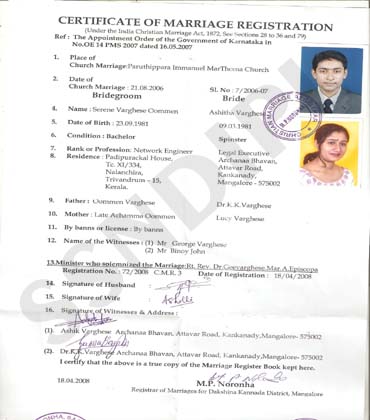 CERTIFICATE OF MARRIAGE REGISTRATION
(Under the India Christian Marriage Act, 1872, See Sections 28 to 36 and 79)
Ref : The Appointment Order of the Government of Karnataka in
No.OE 14 PMS 2007 dated 16.05.2007
1. Place of
Church Marriage: Paruthippara Immanuel MarThoma Church
2. Date of
Church Marriage : 21.08.2006 Sl. 7/2006-07
Bridegroom Bride
4. Name : Serene Varghese Oommen Ashitha Varghese
5. Date of Birth : 23.09.1981 09.03.1981
6. Condition : Bachelor Spinster
7. Rank or Profession : Network Engineer Legal Executive
8. Residence : Padipurackal House, Archanaa Bhavan,
Tc. XI/334, Attavar Road,
Nalanchira, Kankanady,
Trivandrum - 15, Mangalore - 575002
Kerala.
9. Father : Oommen Varghese Dr.K.K.Varghese
10. Mother : Late Achamma Oommen Lucy Varghese
11. By banns or license : By banns
12. Name of the Witnesses : (1) Mr George Varghese
(2) Mr Binoy John
13. Minister who solemnized the Marriage: Rt. Rev. Dr.Geevarghese.Mar.A.Episcopa
Registration No.: 72/2008 C.M.R. 3 Date of Registration : 18/04/2008
14. Signature of Husband :
15. Signature of Wife :
16. Signature of Witnesses & Address :
(1) Ashik Varghese Archanaa Bhavan, Attavar Road, Kankanady, Mangalore- 575002
(2) Dr.K.K.Varghese Archanaa Bhavan, Attavar Road, Kankanady, Mangalore- 575002
I certify that the above is a true copy of the Marriage Register Book kept here.
18.04.2008 M.P. Noronha
Registrar of Marriages for Dakshina Kannada District, Mangalore